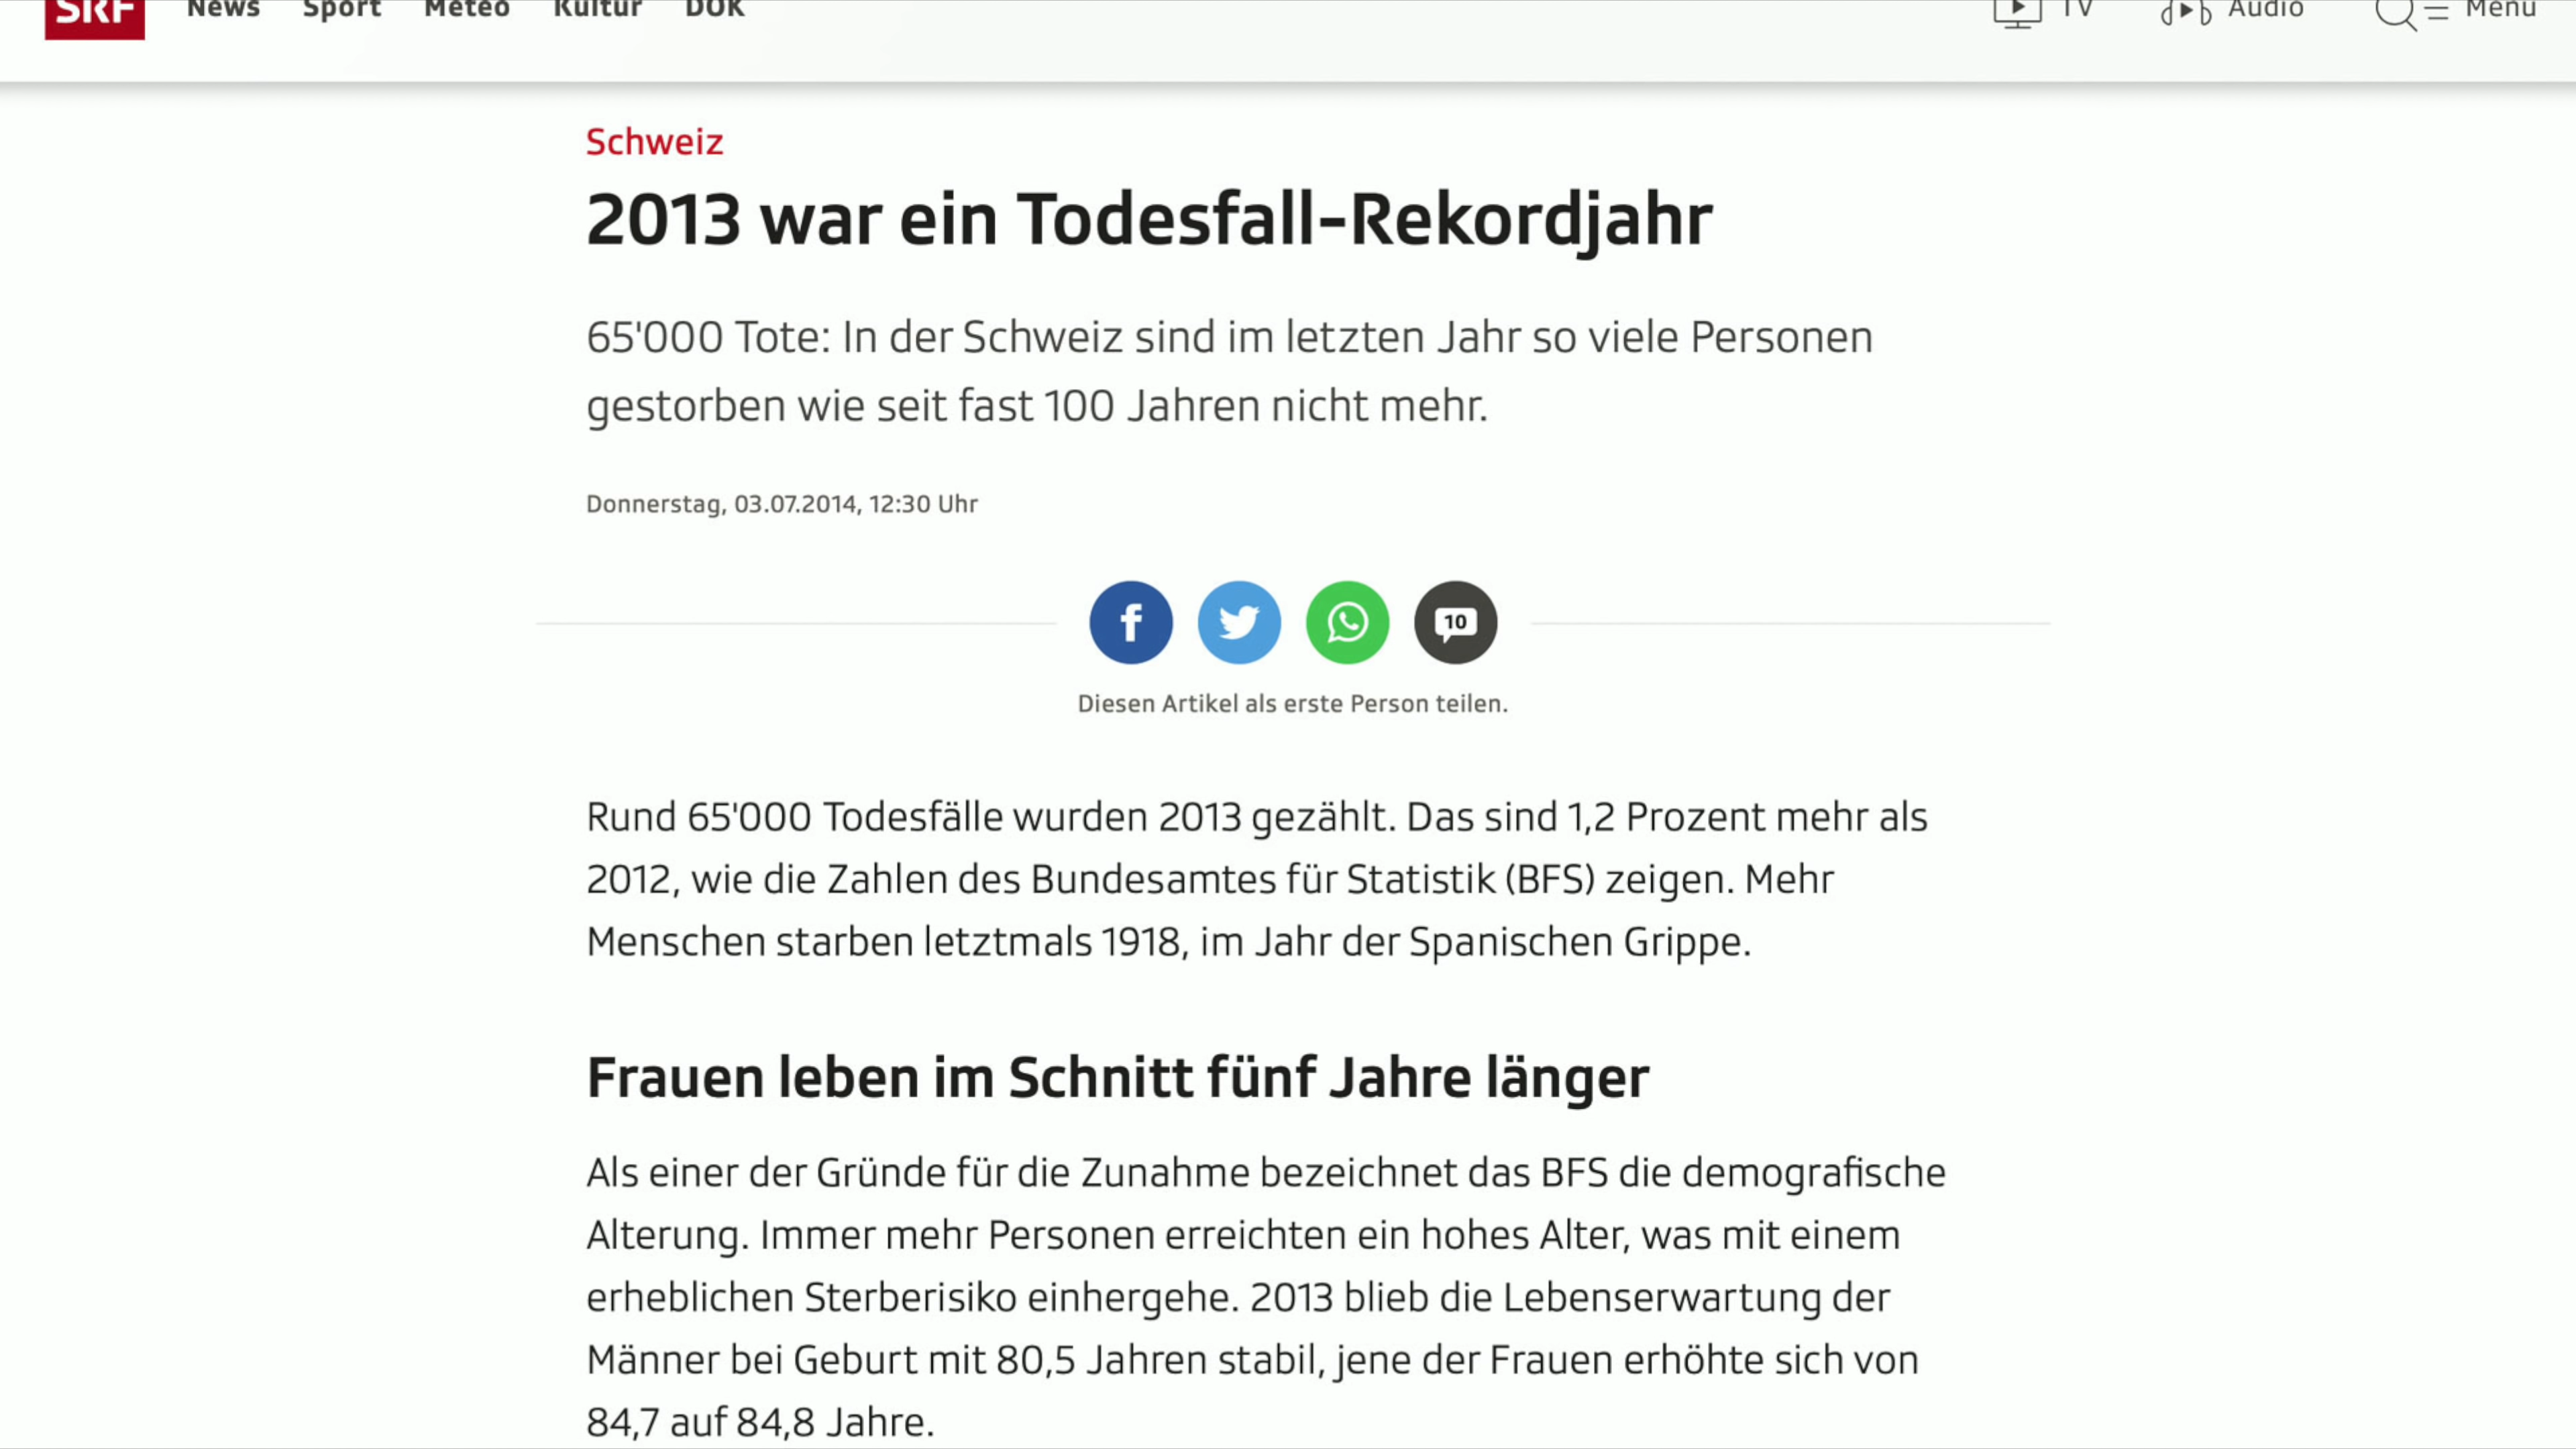 SRF News Sport Meteo Kultur DOK TV Audio Menü
Schweiz
2013 war ein Todesfall-Rekordjahr
65'000 Tote: In der Schweiz sind im letzten Jahr so viele Personen
gestorben wie seit fast 100 Jahren nicht mehr.
Donnerstag, 03.07.2014, 12:30 Uhr
10
Diesen Artikel als erste Person teilen.
Rund 65'000 Todesfälle wurden 2013 gezählt. Das sind 1,2 Prozent mehr als
2012, wie die Zahlen des Bundesamtes für Statistik (BFS) zeigen. Mehr
Menschen starben letztmals 1918, im Jahr der Spanischen Grippe.
Frauen leben im Schnitt fünf Jahre länger
Als einer der Gründe für die Zunahme bezeichnet das BFS die demografische
Alterung. Immer mehr Personen erreichten ein hohes Alter, was mit einem
erheblichen Sterberisiko einhergehe. 2013 blieb die Lebenserwartung der
Männer bei Geburt mit 80,5 Jahren stabil, jene der Frauen erhöhte sich von
84,7 auf 84,8 Jahre.